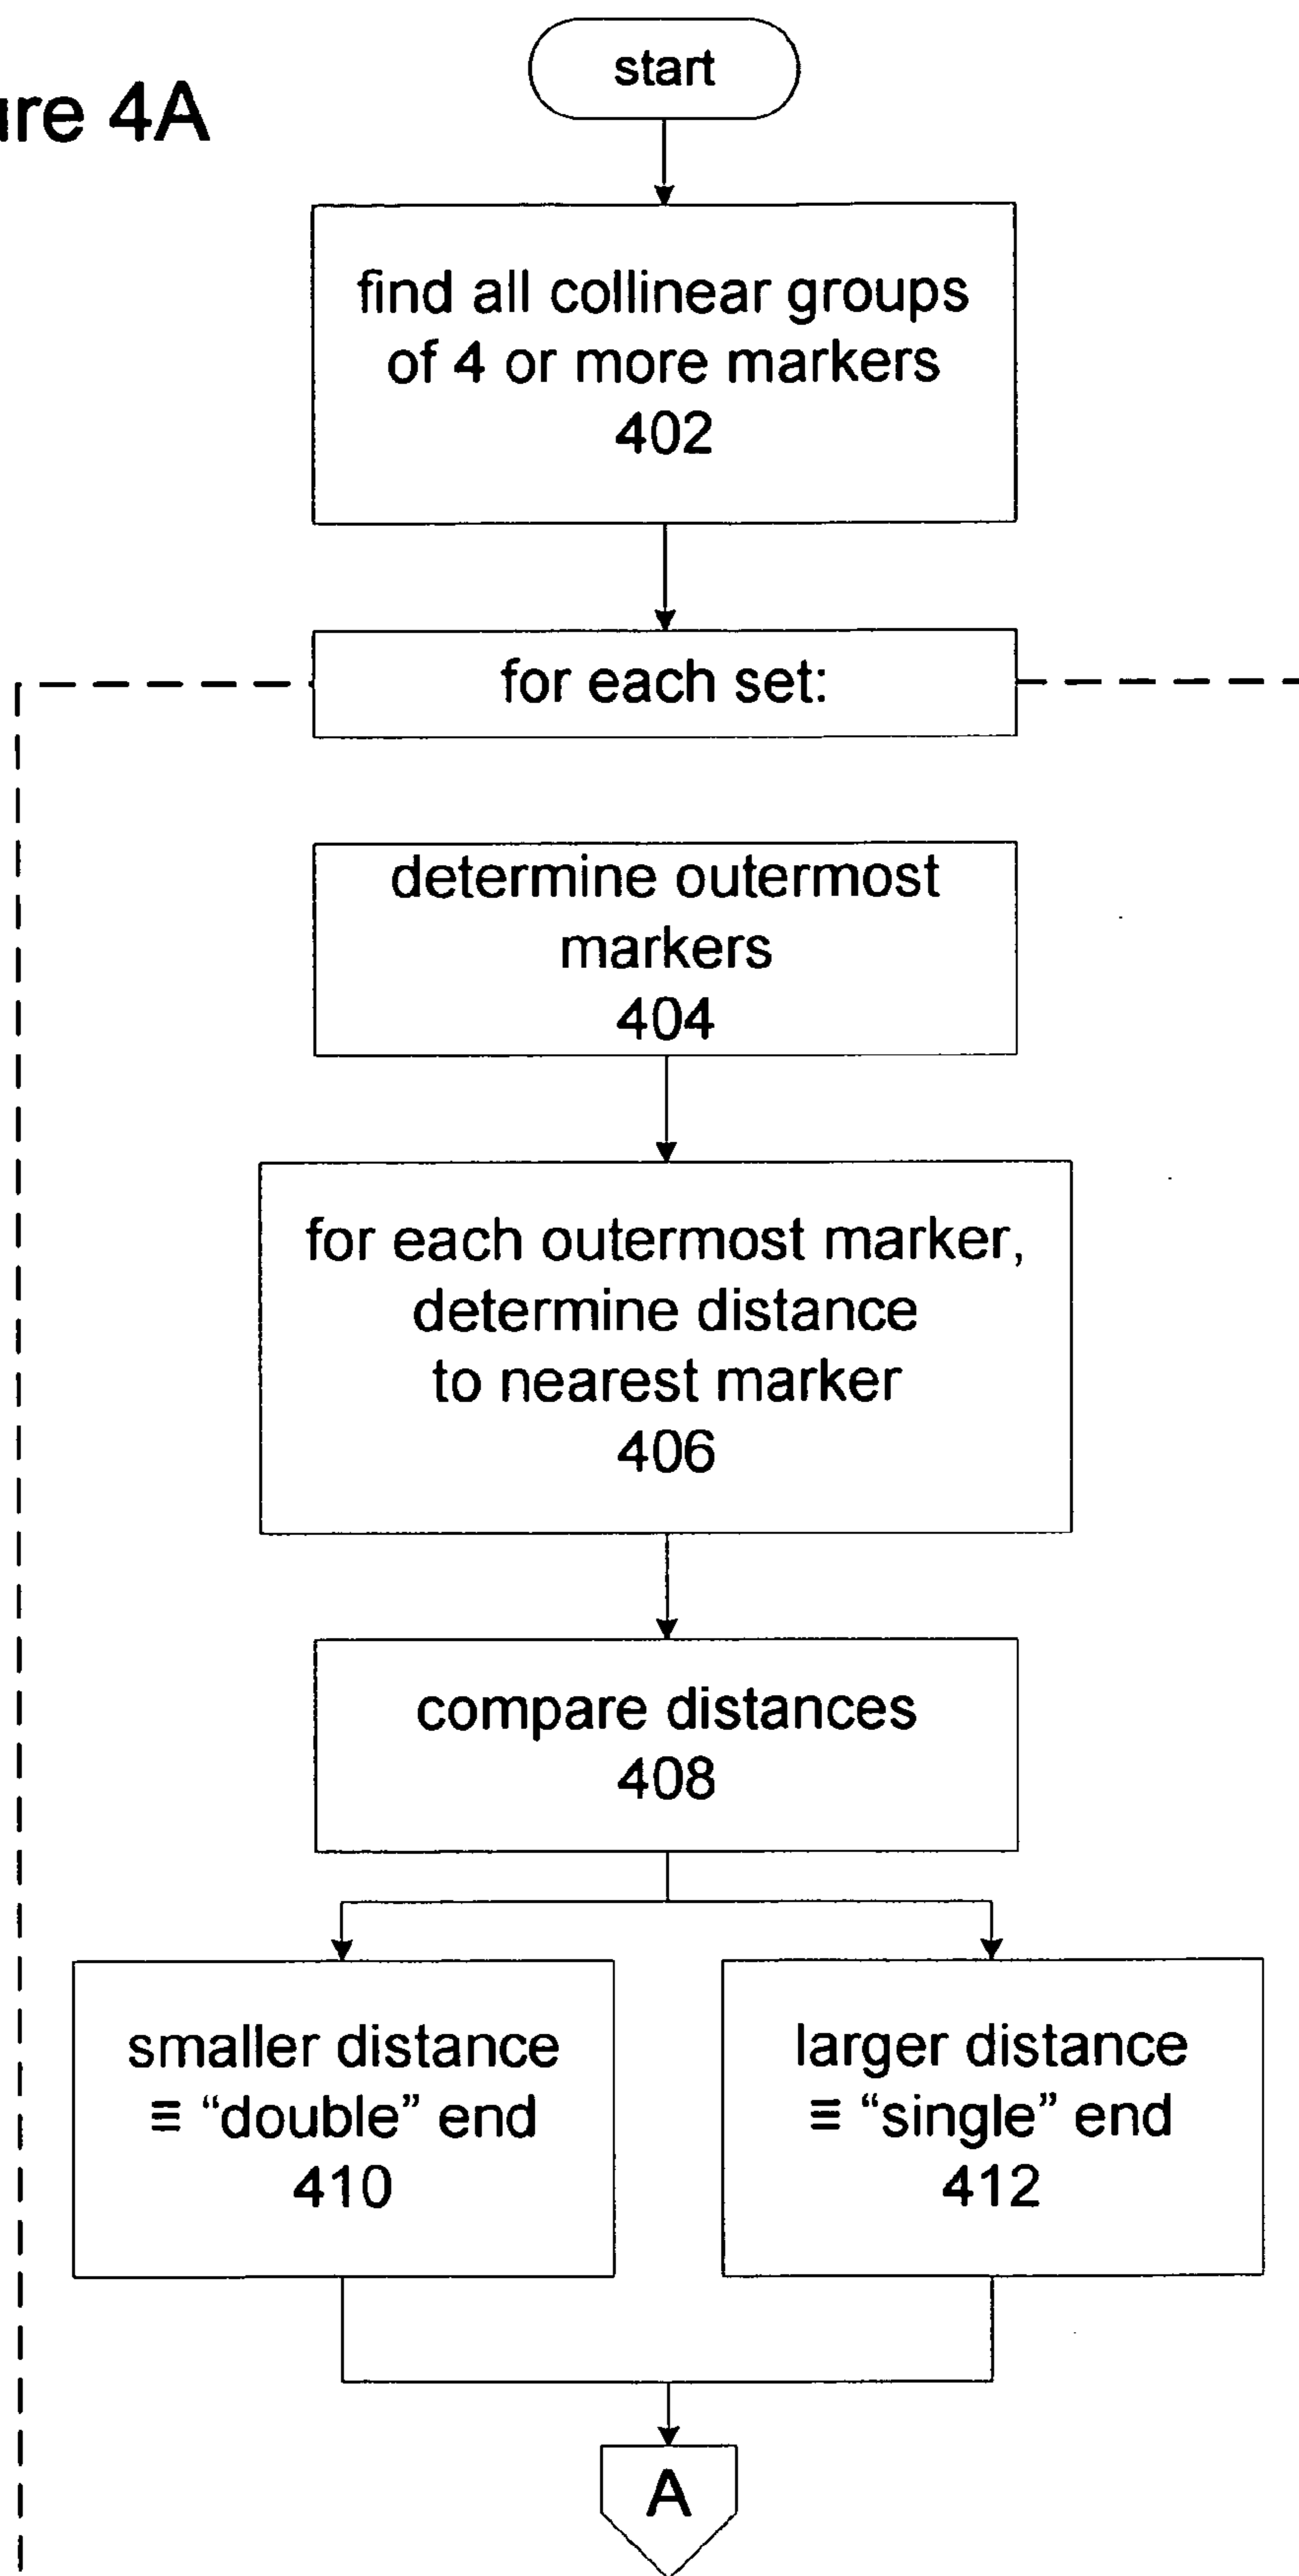 ure 4A
start
find all collinear groups
of 4 or more markers
402
for each set:
determine outermost
markers
404
for each outermost marker,
determine distance
to nearest marker
406
compare distances
408
smaller distance
≡ “double” end
410
larger distance
≡ “single” end
412
A